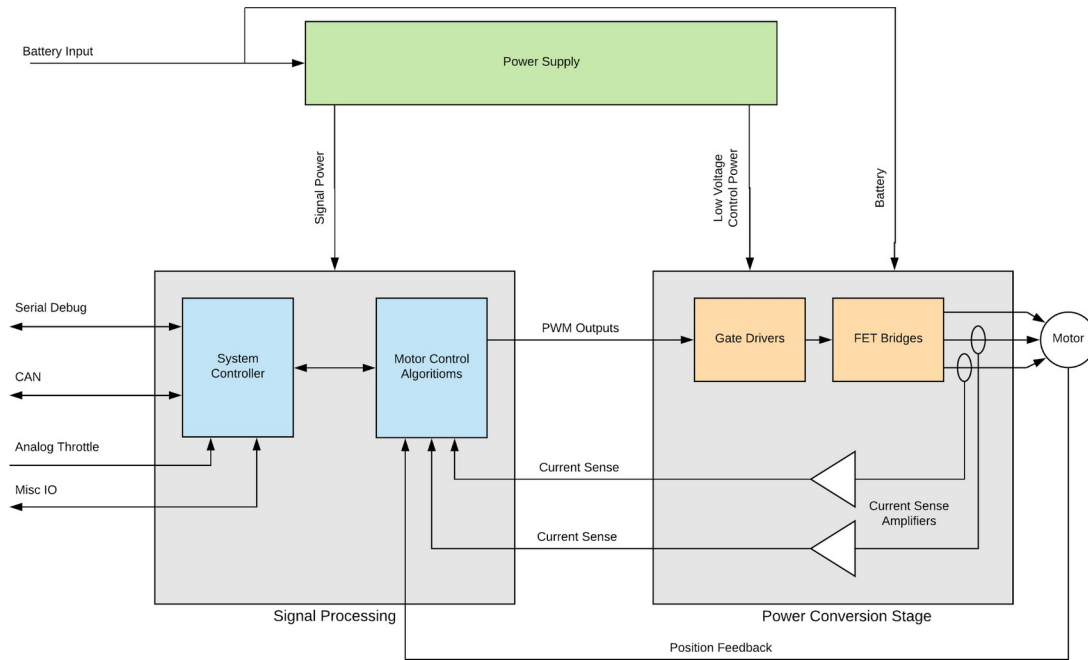 Battery Input
Power Supply
Signal Power
Low Voltage
Control Power
Battery
Serial Debug
CAN
Analog Throttle
Misc IO
System
Controller
Motor Control
Algoritioms
PWM Outputs
Gate Drivers
FET Bridges
Motor
Current Sense
Current Sense
Current Sense
Amplifiers
Signal Processing
Power Conversion Stage
Position Feedback